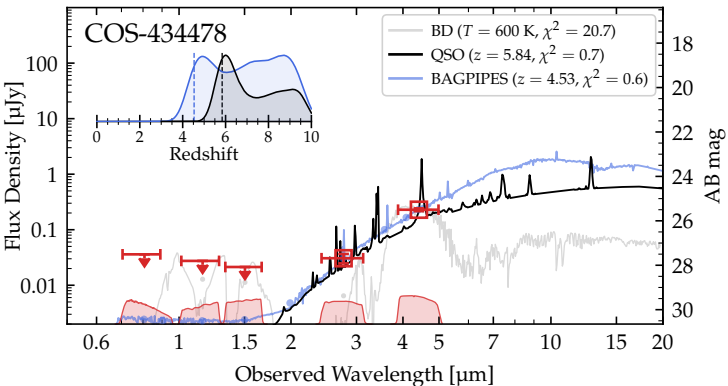 COS-434478
BD (T = 600 K, χ² = 20.7)
QSO (z = 5.84, χ² = 0.7)
BAGPIPES (z = 4.53, χ² = 0.6)
0 2 4 6 8 10
Redshift
Flux Density [μJy]
100
10
1
0.1
0.01
AB mag
18
20
22
24
26
28
30
0.6 1 1.5 2 3 4 5 10 15 20
Observed Wavelength [μm]